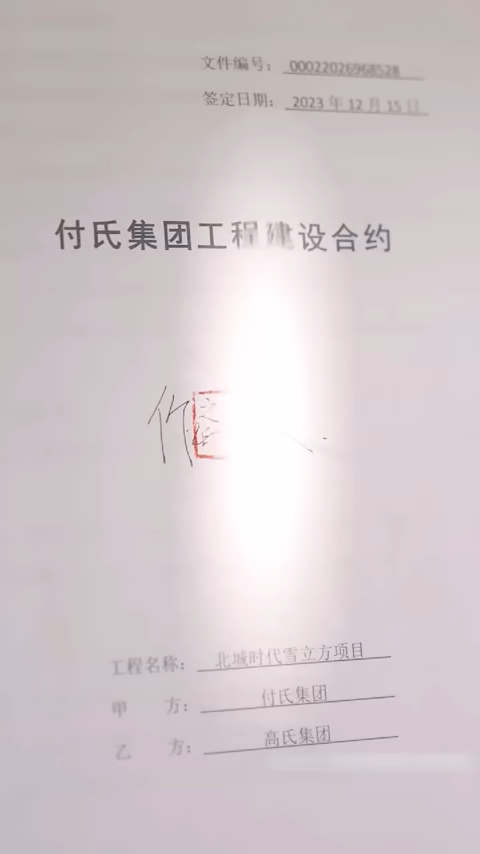 文件编号： 00022026968528
签定日期： 2023 年 12 月 15 日
付氏集团工程建设合约
工程名称： 北城时代雪立方项目
甲 方： 付氏集团
乙 方： 高氏集团